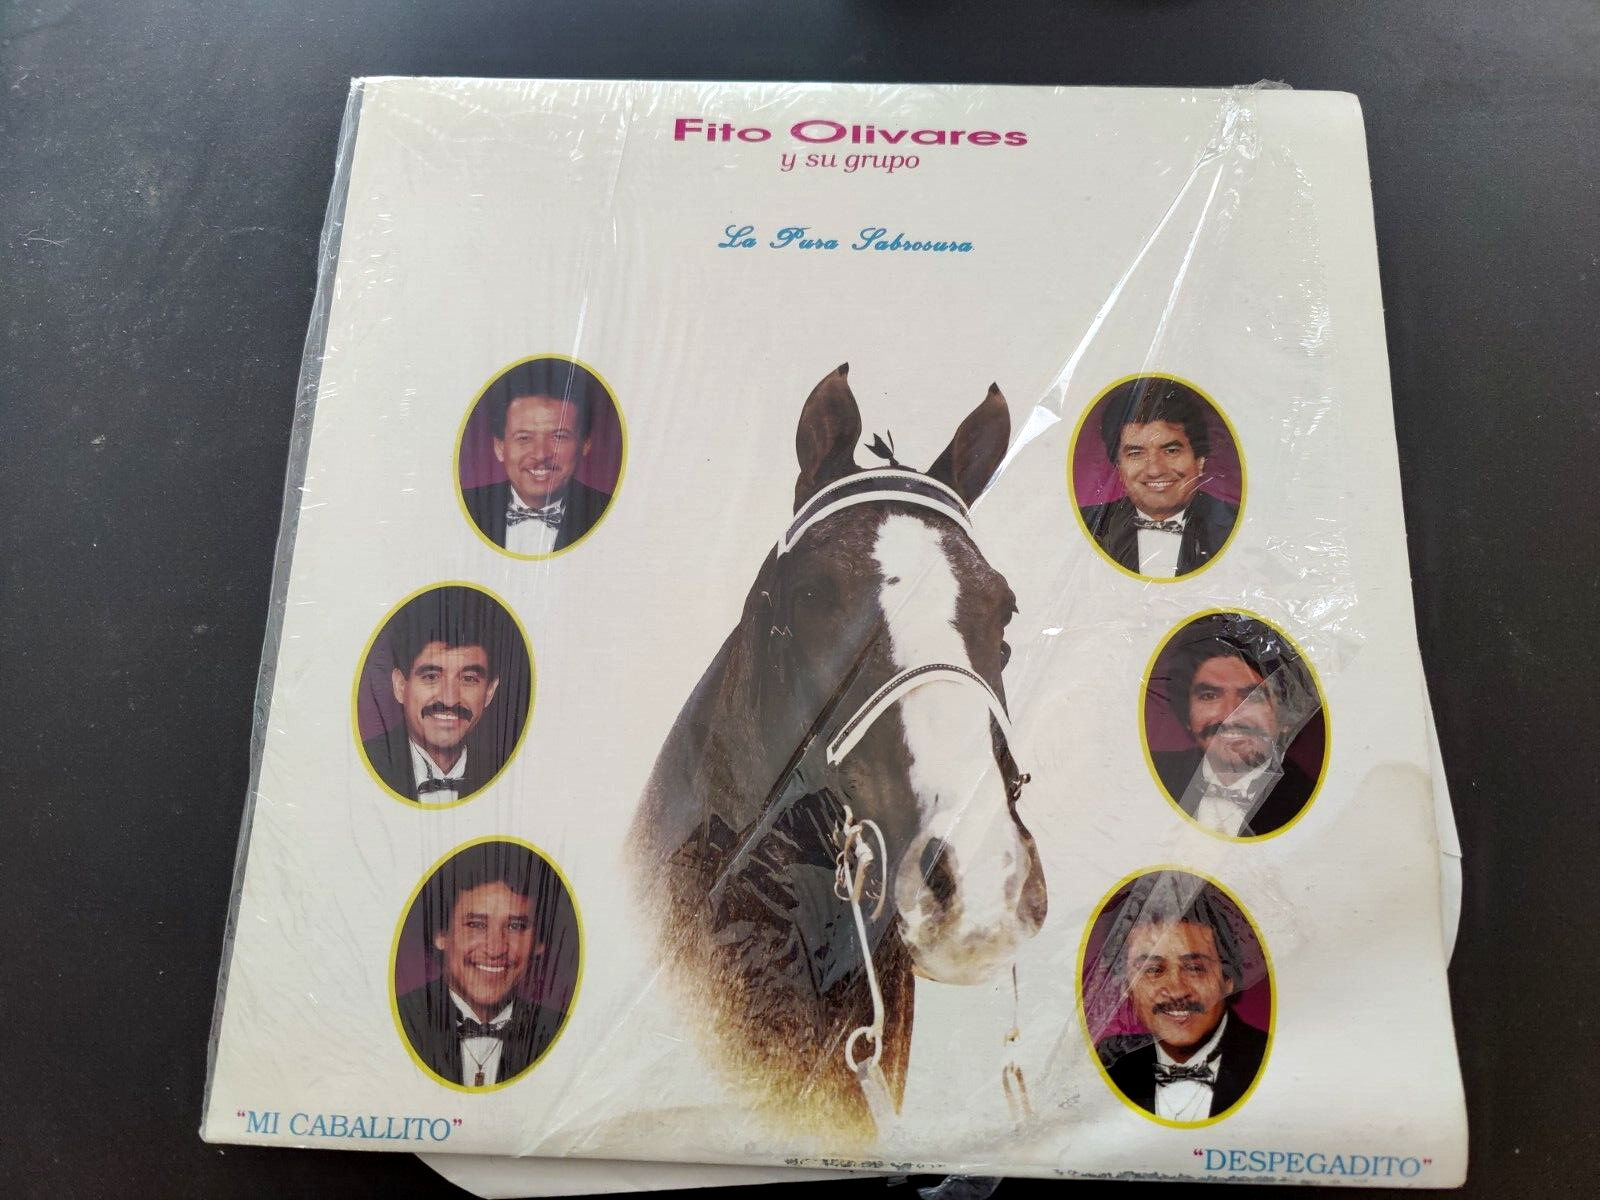 Fito Olivares
y su grupo
La Pura Sabrosura
"MI CABALLITO"
"DESPEGADITO"